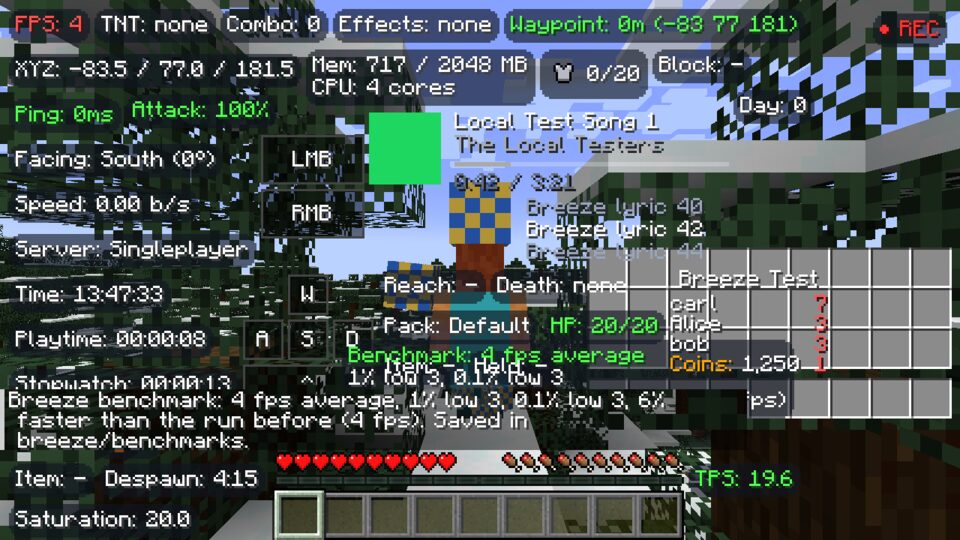 FPS: 4
TNT: none
Combo: 0
Effects: none
Waypoint: 0m (-83 77 181)
REC
XYZ: -83.5 / 77.0 / 181.5
Mem: 717 / 2048 MB
CPU: 4 cores
0/20
Block: -
Ping: 0ms
Attack: 100%
Day: 0
Local Test Song 1
The Local Testers
0:42 / 3:21
Facing: South (0°)
LMB
Speed: 0.00 b/s
RMB
Breeze lyric 40
Breeze lyric 42
Breeze lyric 44
Server: Singleplayer
Reach: -
Death: none
Breeze Test
carl 7
Alice 3
bob 3
Coins: 1,250 1
Time: 13:47:33
W
Pack: Default
HP: 20/20
Playtime: 00:00:08
A
S
D
Benchmark: 4 fps average
1% low 3, 0.1% low 3
Stopwatch: 00:00:13
Breeze benchmark: 4 fps average, 1% low 3, 0.1% low 3, 6%
faster than the run before (4 fps). Saved in
breeze/benchmarks.
fps)
Item: -
Despawn: 4:15
TPS: 19.6
Saturation: 20.0